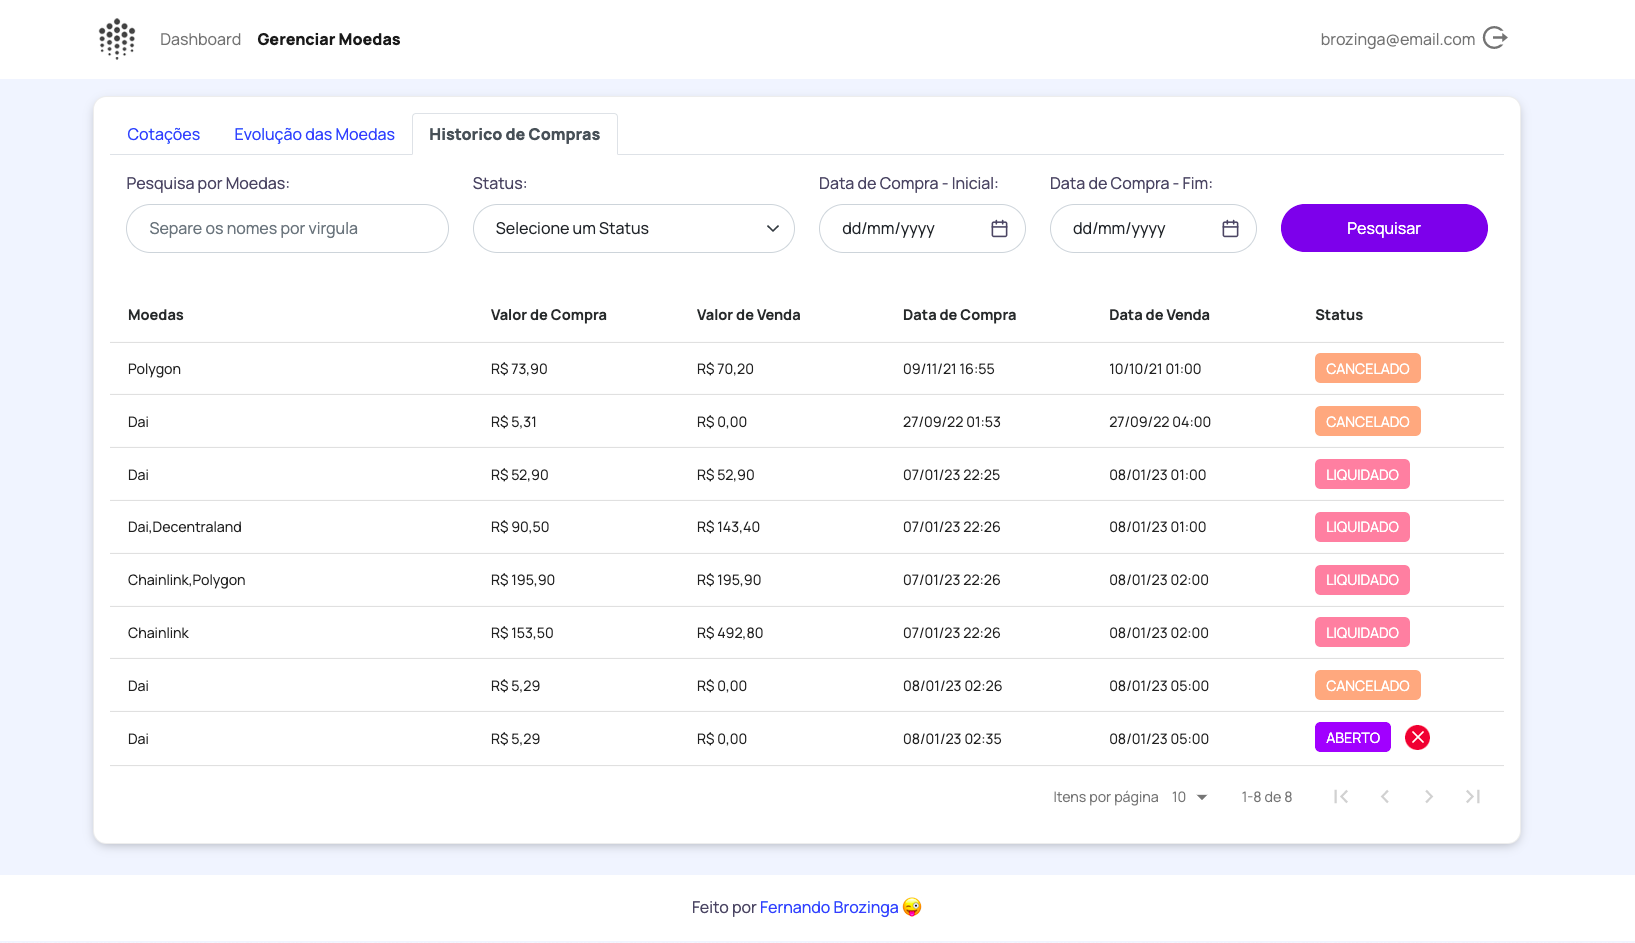 Dashboard Gerenciar Moedas brozinga@email.com
Cotações Evolução das Moedas Historico de Compras
Pesquisa por Moedas: Status: Data de Compra - Inicial: Data de Compra - Fim:
Separe os nomes por virgula Selecione um Status dd/mm/yyyy dd/mm/yyyy Pesquisar
Moedas Valor de Compra Valor de Venda Data de Compra Data de Venda Status
Polygon R$ 73,90 R$ 70,20 09/11/21 16:55 10/10/21 01:00 CANCELADO
Dai R$ 5,31 R$ 0,00 27/09/22 01:53 27/09/22 04:00 CANCELADO
Dai R$ 52,90 R$ 52,90 07/01/23 22:25 08/01/23 01:00 LIQUIDADO
Dai,Decentraland R$ 90,50 R$ 143,40 07/01/23 22:26 08/01/23 01:00 LIQUIDADO
Chainlink,Polygon R$ 195,90 R$ 195,90 07/01/23 22:26 08/01/23 02:00 LIQUIDADO
Chainlink R$ 153,50 R$ 492,80 07/01/23 22:26 08/01/23 02:00 LIQUIDADO
Dai R$ 5,29 R$ 0,00 08/01/23 02:26 08/01/23 05:00 CANCELADO
Dai R$ 5,29 R$ 0,00 08/01/23 02:35 08/01/23 05:00 ABERTO
Itens por página 10 1-8 de 8
Feito por Fernando Brozinga 😜